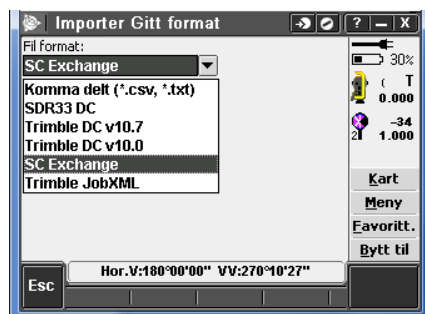 Importer Gitt format
? – X
Fil format:
SC Exchange
Komma delt (*.csv, *.txt)
SDR33 DC
Trimble DC v10.7
Trimble DC v10.0
SC Exchange
Trimble JobXML
30%
( T
0.000
-34
2 1.000
Kart
Meny
Favoritt.
Bytt til
Hor.V:180°00'00" VV:270°10'27"
Esc